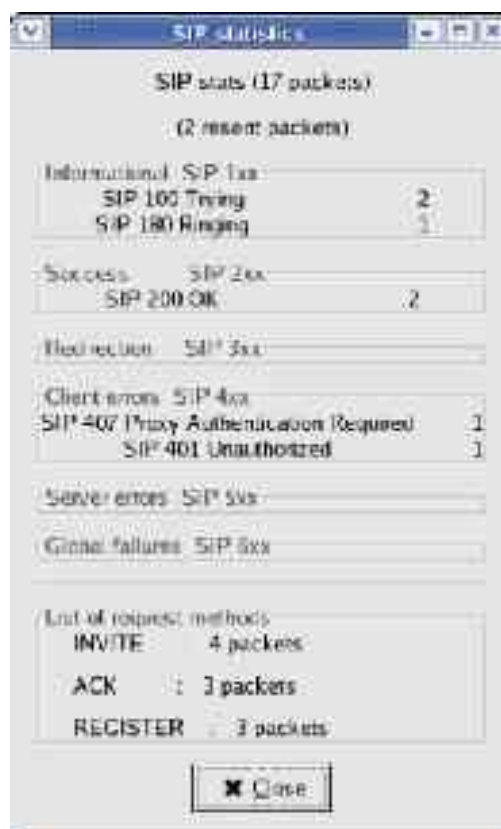 SIP statistics
SIP stats (17 packets)
(2 resent packets)
Informational SIP 1xx
SIP 100 Trying 2
SIP 180 Ringing
Success SIP 2xx
SIP 200 OK 2
Redirection SIP 3xx
Client errors SIP 4xx
SIP 407 Proxy Authentication Required 1
SIP 401 Unauthorized 1
Server errors SIP 5xx
Global failures SIP 6xx
List of request methods
INVITE 4 packets
ACK : 3 packets
REGISTER : 3 packets
Close